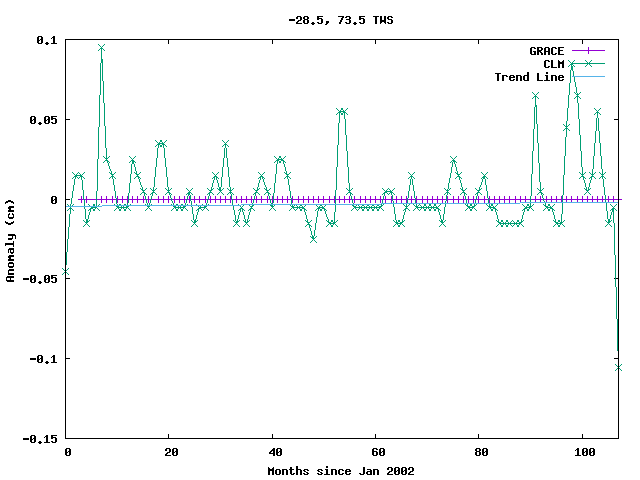 -28.5, 73.5 TWS
0.1
GRACE
CLM
Trend Line
0.05
0
-0.05
-0.1
-0.15
Anomaly (cm)
0 20 40 60 80 100
Months since Jan 2002